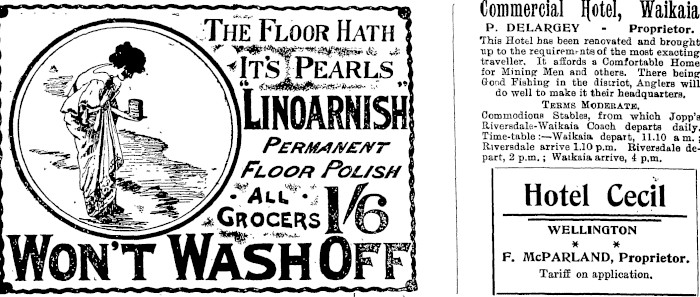 THE FLOOR HATH
IT'S PEARLS
"LINOARNISH"
PERMANENT
FLOOR POLISH
· ALL ·
GROCERS 1/6
WON'T WASH OFF
Commercial Hotel, Waikaia
P. DELARGEY - Proprietor.
This Hotel has been renovated and brought
up to the requirements of the most exacting
traveller. It affords a Comfortable Home
for Mining Men and others. There being
Good Fishing in the district, Anglers will
do well to make it their headquarters.
TERMS MODERATE.
Commodious Stables, from which Jopp's
Riversdale-Waikaia Coach departs daily.
Time-table :—Waikaia depart, 11.10 a m. ;
Riversdale arrive 1.10 p.m. Riversdale de-
part, 2 p.m. ; Waikaia arrive, 4 p.m.
Hotel Cecil
WELLINGTON
* *
F. McPARLAND, Proprietor.
Tariff on application.